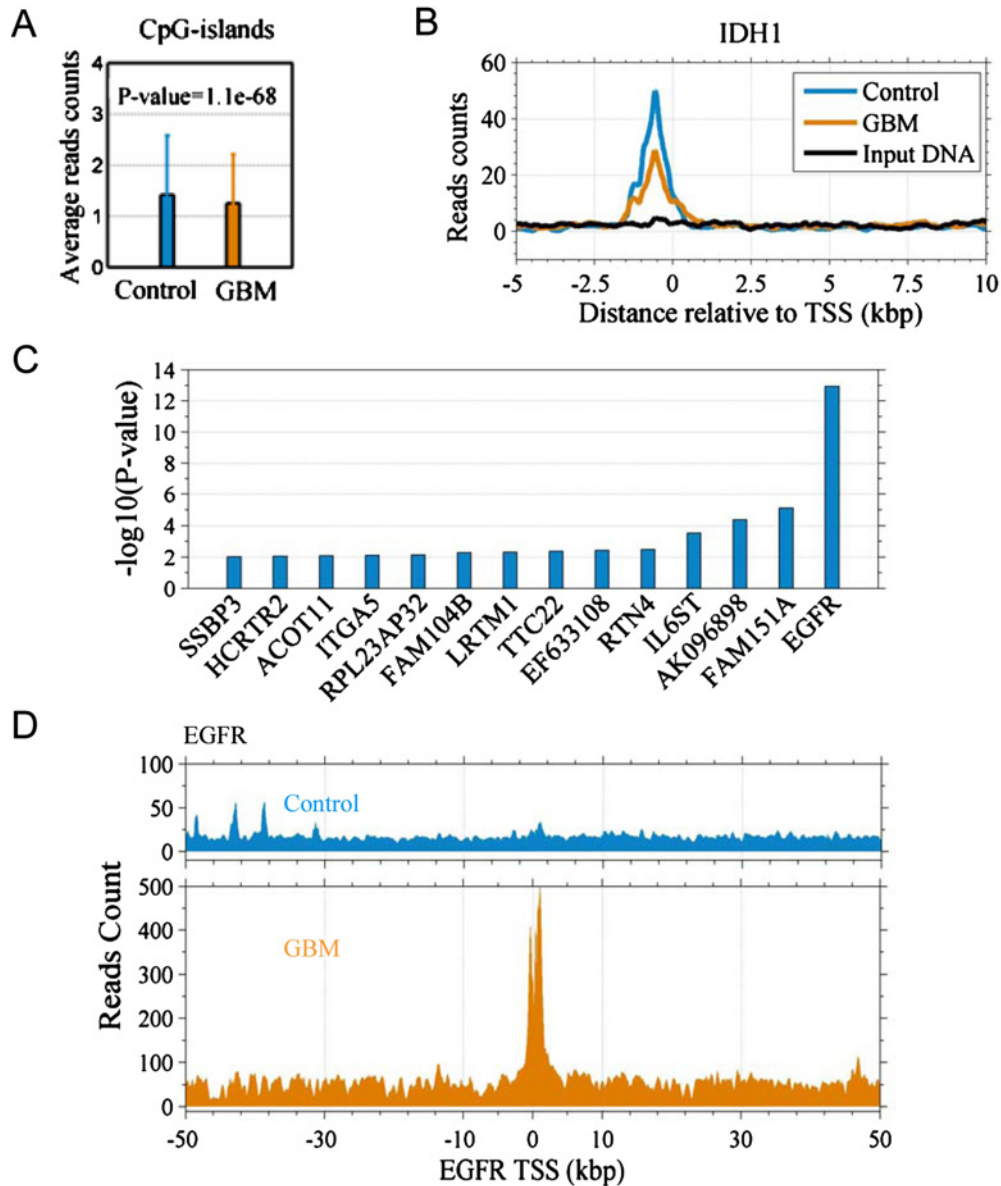 A
CpG-islands
4
3
2
1
0
P-value=1.1e-68
Average reads counts
Control
GBM
B
IDH1
60
40
20
0
Reads counts
Control
GBM
Input DNA
-5
-2.5
0
2.5
5
7.5
10
Distance relative to TSS (kbp)
C
14
12
10
8
6
4
2
0
-log10(P-value)
SSBP3
HCRTR2
ACOT11
ITGA5
RPL23AP32
FAM104B
LRTM1
TTC22
EF633108
RTN4
IL6ST
AK096898
FAM151A
EGFR
D
EGFR
100
50
0
Control
500
400
300
200
100
0
GBM
Reads Count
-50
-30
-10
0
10
30
50
EGFR TSS (kbp)